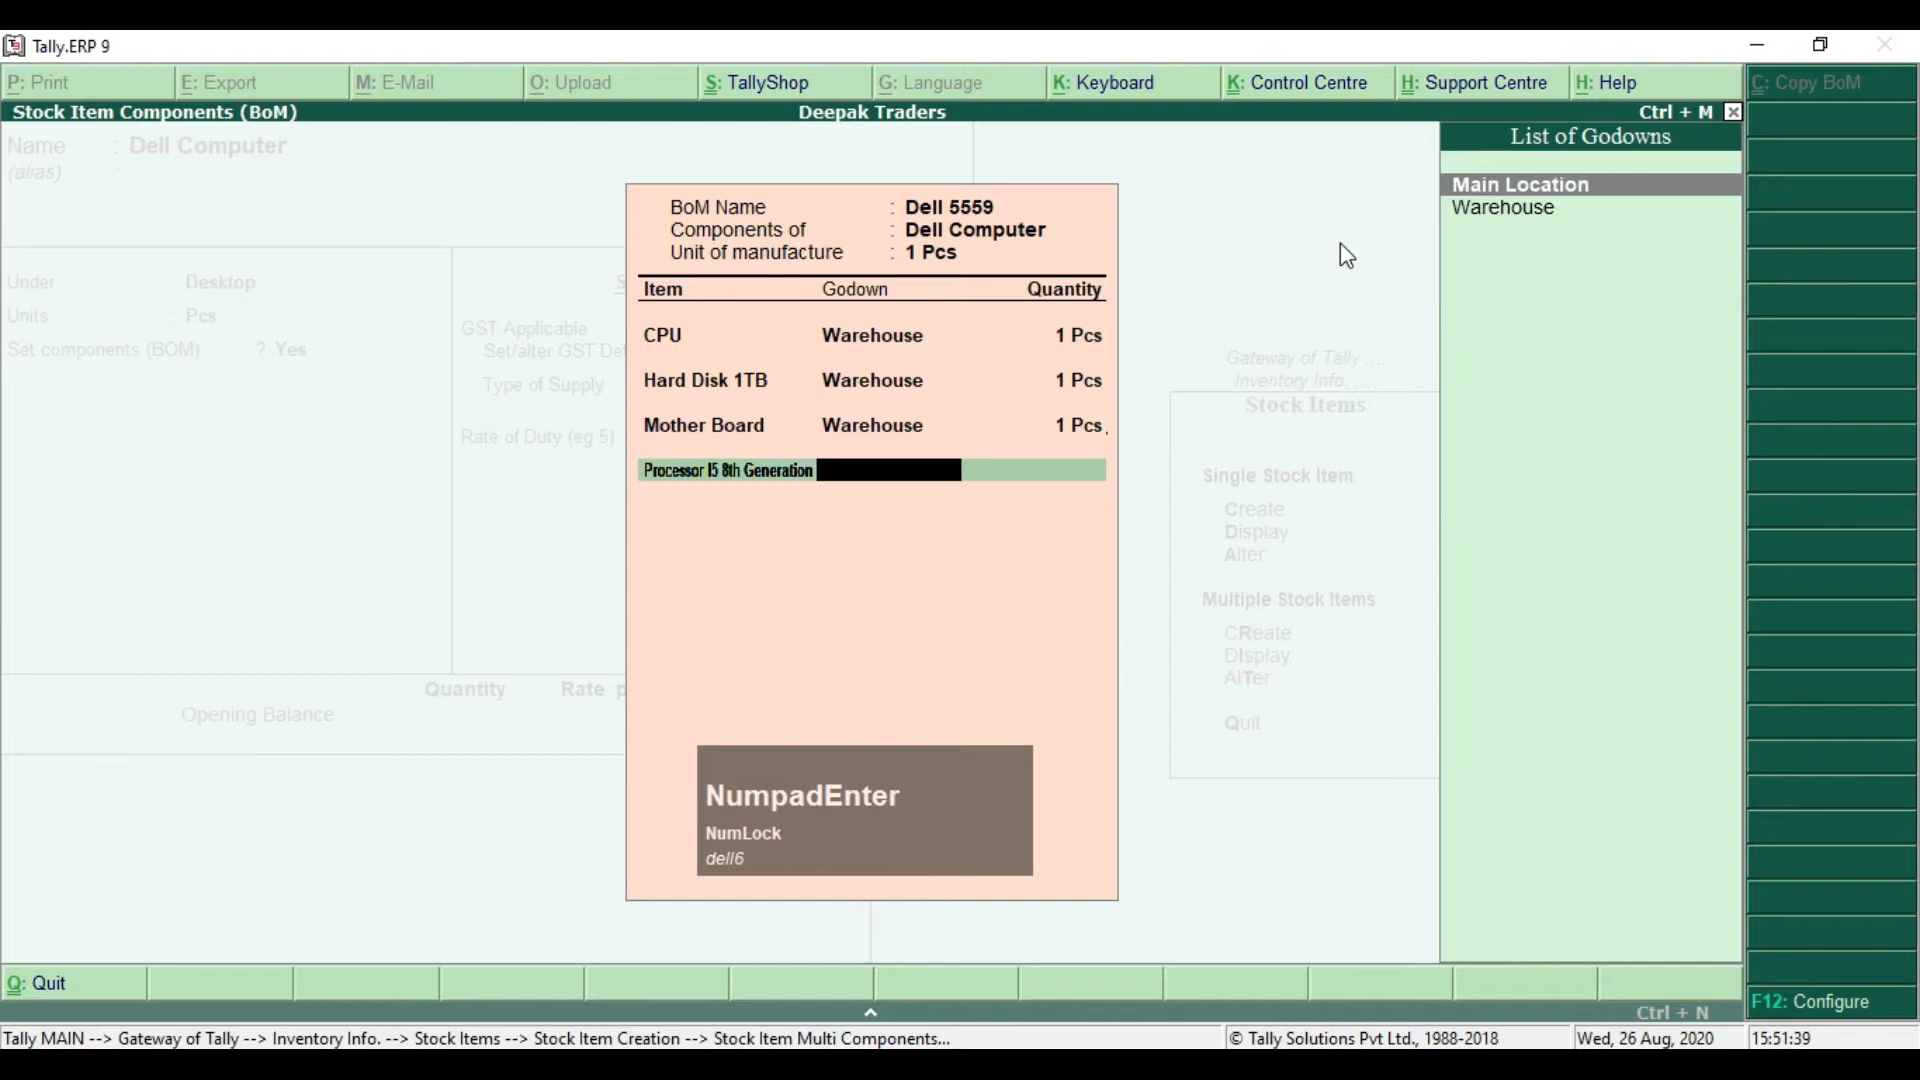 Tally.ERP 9
P: Print E: Export M: E-Mail O: Upload S: TallyShop G: Language K: Keyboard K: Control Centre H: Support Centre H: Help C: Copy BoM
Stock Item Components (BoM) Deepak Traders Ctrl + M
List of Godowns
Main Location
Warehouse
Name : Dell Computer
(alias) :
Under : Desktop
Units : Pcs
Set components (BOM) ? Yes
GST Applicable
Set/alter GST Det
Type of Supply
Rate of Duty (eg 5)
BoM Name : Dell 5559
Components of : Dell Computer
Unit of manufacture : 1 Pcs
Item Godown Quantity
CPU Warehouse 1 Pcs
Hard Disk 1TB Warehouse 1 Pcs
Mother Board Warehouse 1 Pcs
Processor I5 8th Generation
NumpadEnter
NumLock
dell6
Gateway of Tally ...
Inventory Info. ....
Stock Items
Single Stock Item
Create
Display
Alter
Multiple Stock Items
CReate
DIsplay
AlTer
Quit
Quantity Rate p
Opening Balance
Q: Quit
F12: Configure
Ctrl + N
Tally MAIN --> Gateway of Tally --> Inventory Info. --> Stock Items --> Stock Item Creation --> Stock Item Multi Components... © Tally Solutions Pvt Ltd., 1988-2018 Wed, 26 Aug, 2020 15:51:39